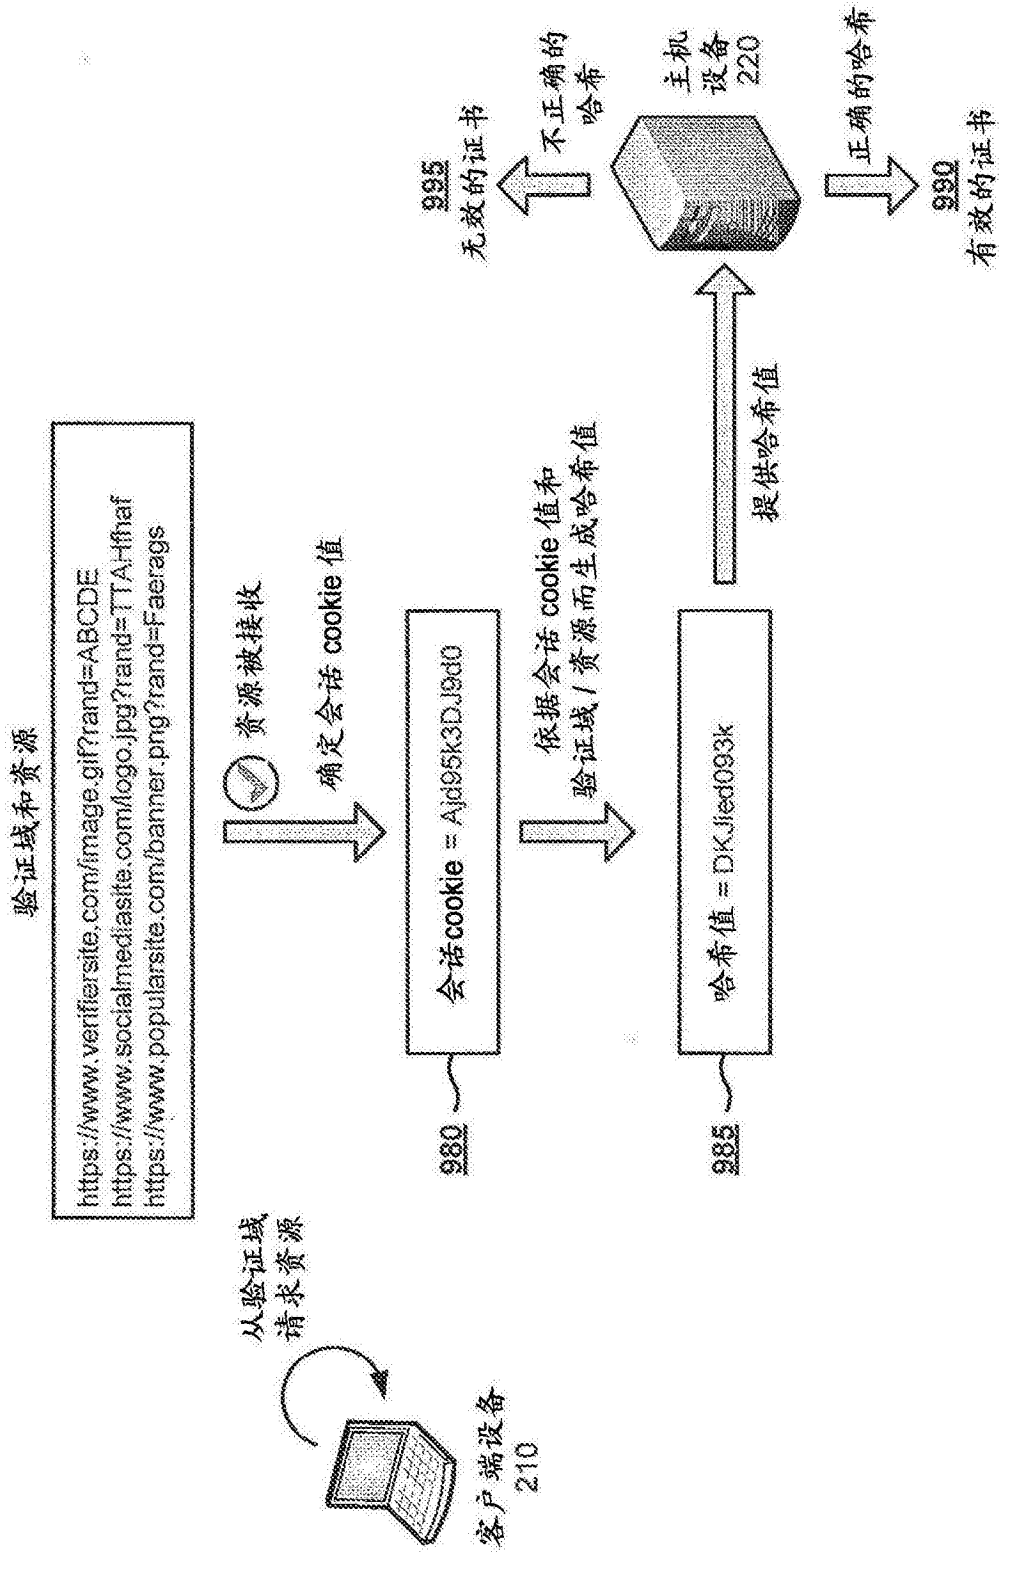 验证域和资源
https://www.verifiersite.com/image.gif?rand=ABCDE
https://www.socialmediasite.com/logo.jpg?rand=TTAHfhaf
https://www.popularsite.com/banner.png?rand=Faerags
从验证域,
请求资源
客户端设备
210
资源被接收
确定会话 cookie 值
980
会话cookie = Ajd95k3DJ9d0
依据会话 cookie 值和
验证域 / 资源而生成哈希值
985
哈希值 = DKJIed093k
提供哈希值
主机
设备
220
不正确的
哈希
995
无效的证书
正确的哈希
990
有效的证书